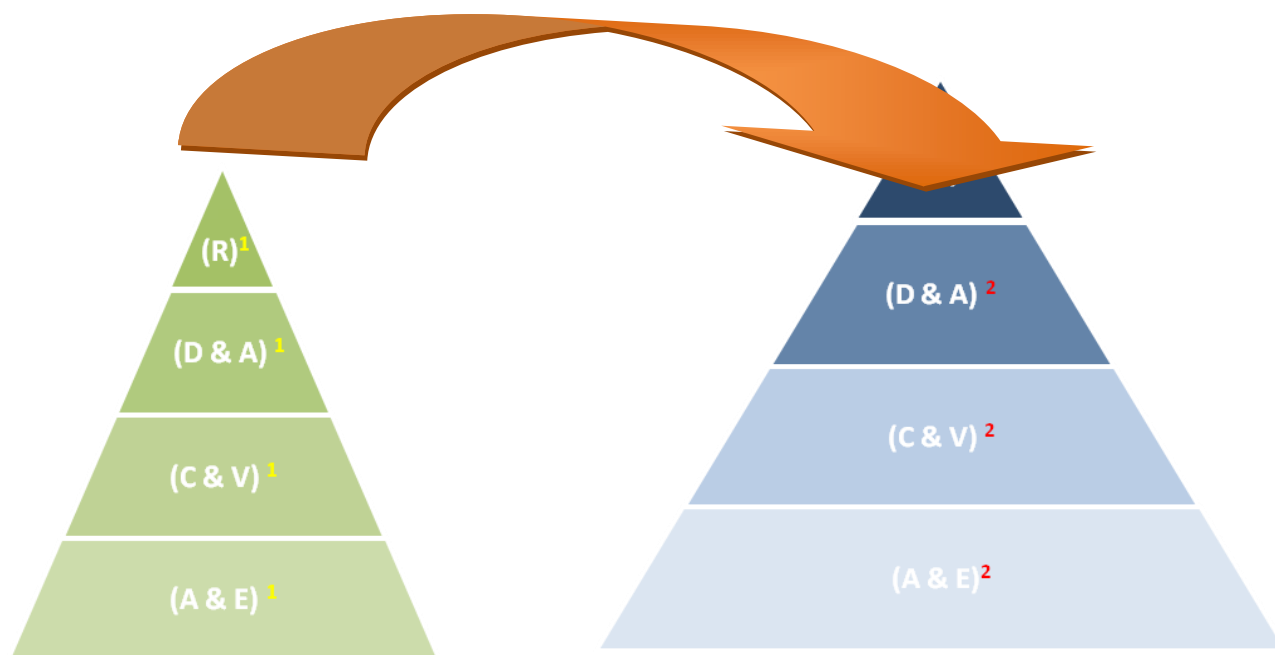 (R)1
(D & A) 1
(C & V) 1
(A & E) 1
(D & A) 2
(C & V) 2
(A & E)2